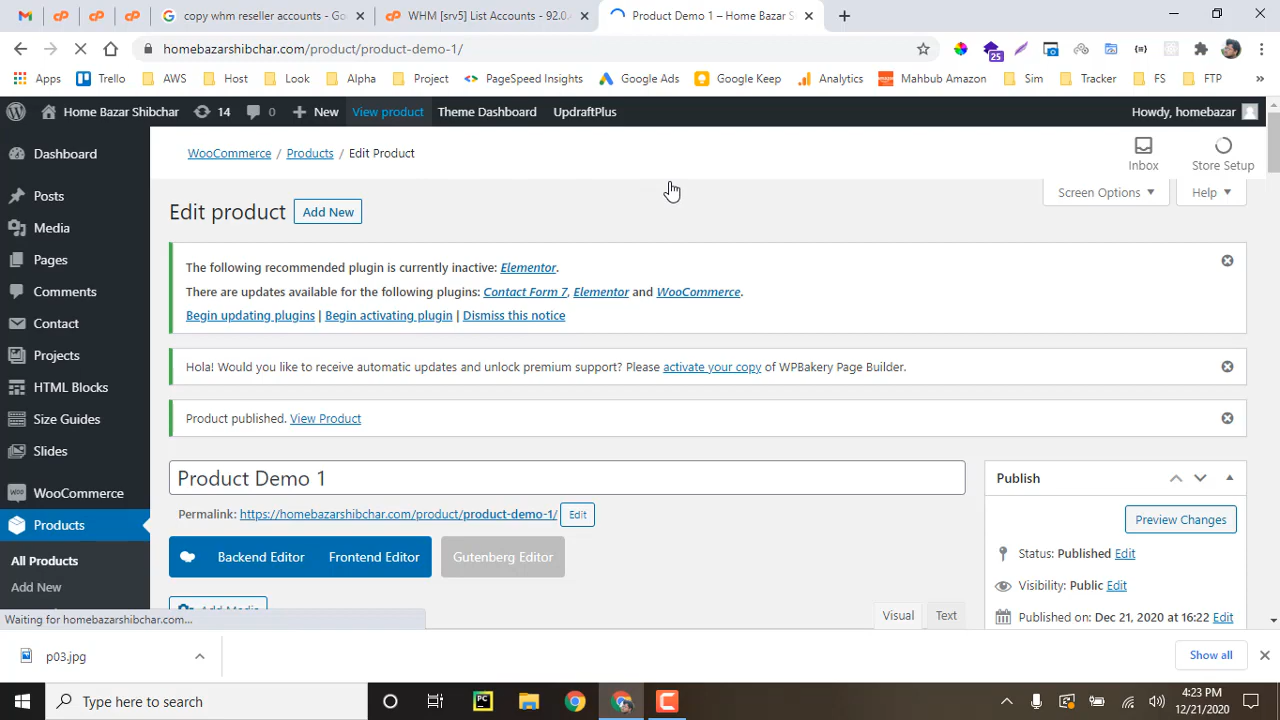 copy whm reseller accounts - Go
WHM [srv5] List Accounts - 92.0
Product Demo 1 – Home Bazar S
homebazarshibchar.com/product/product-demo-1/
25
Apps Trello AWS Host Look Alpha Project PageSpeed Insights Google Ads Google Keep Analytics Mahbub Amazon Sim Tracker FS FTP
Home Bazar Shibchar 14 0 New View product Theme Dashboard UpdraftPlus Howdy, homebazar
Dashboard
Posts
Media
Pages
Comments
Contact
Projects
HTML Blocks
Size Guides
Slides
WooCommerce
Products
All Products
Add New
WooCommerce / Products / Edit Product
Inbox
Store Setup
Screen Options
Help
Edit product
Add New
The following recommended plugin is currently inactive: Elementor.
There are updates available for the following plugins: Contact Form 7, Elementor and WooCommerce.
Begin updating plugins | Begin activating plugin | Dismiss this notice
Hola! Would you like to receive automatic updates and unlock premium support? Please activate your copy of WPBakery Page Builder.
Product published. View Product
Product Demo 1
Permalink: https://homebazarshibchar.com/product/product-demo-1/ Edit
Backend Editor Frontend Editor Gutenberg Editor
Add Media
Visual Text
Publish
Preview Changes
Status: Published Edit
Visibility: Public Edit
Published on: Dec 21, 2020 at 16:22 Edit
Waiting for homebazarshibchar.com...
p03.jpg
Show all
Type here to search
4:23 PM
12/21/2020